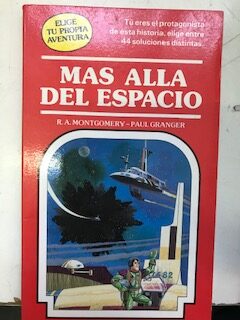 ELIGE
TU PROPIA
AVENTURA
Tú eres el protagonista
de esta historia, elige entre
44 soluciones distintas.
MAS ALLA
DEL ESPACIO
R. A. MONTGOMERY - PAUL GRANGER